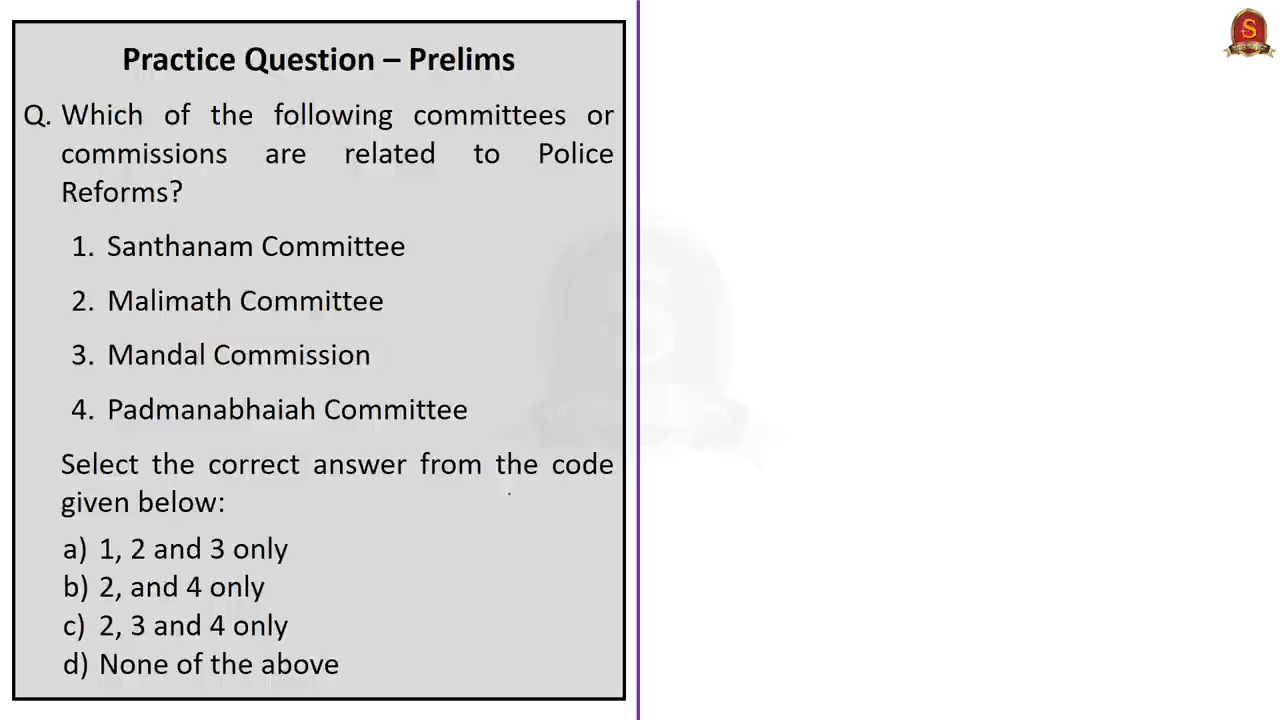 Practice Question – Prelims
Q. Which of the following committees or
commissions are related to Police
Reforms?
1. Santhanam Committee
2. Malimath Committee
3. Mandal Commission
4. Padmanabhaiah Committee
Select the correct answer from the code
given below:
a) 1, 2 and 3 only
b) 2, and 4 only
c) 2, 3 and 4 only
d) None of the above
S